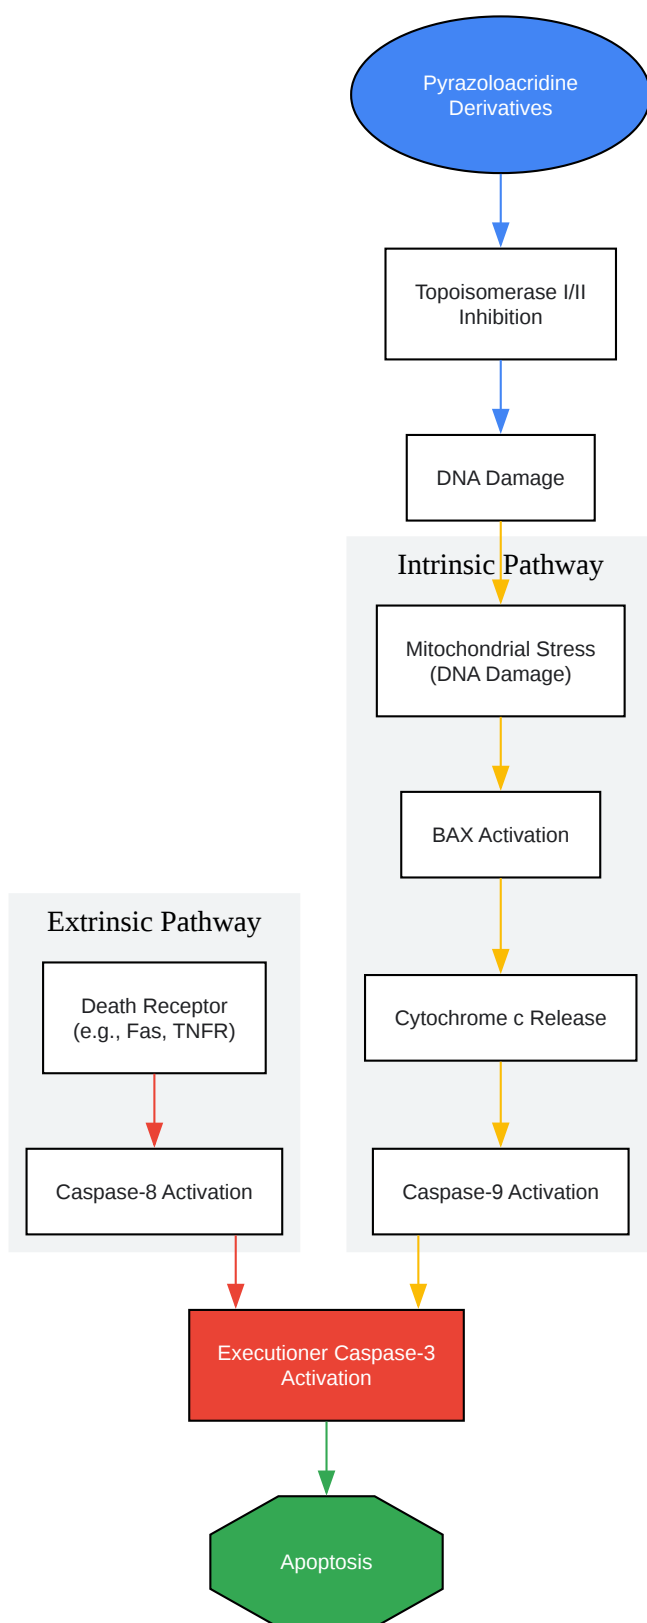 Pyrazoloacridine
Derivatives
Topoisomerase I/II
Inhibition
DNA Damage
Intrinsic Pathway
Mitochondrial Stress
(DNA Damage)
BAX Activation
Extrinsic Pathway
Death Receptor
(e.g., Fas, TNFR)
Cytochrome c Release
Caspase-8 Activation
Caspase-9 Activation
Executioner Caspase-3
Activation
Apoptosis